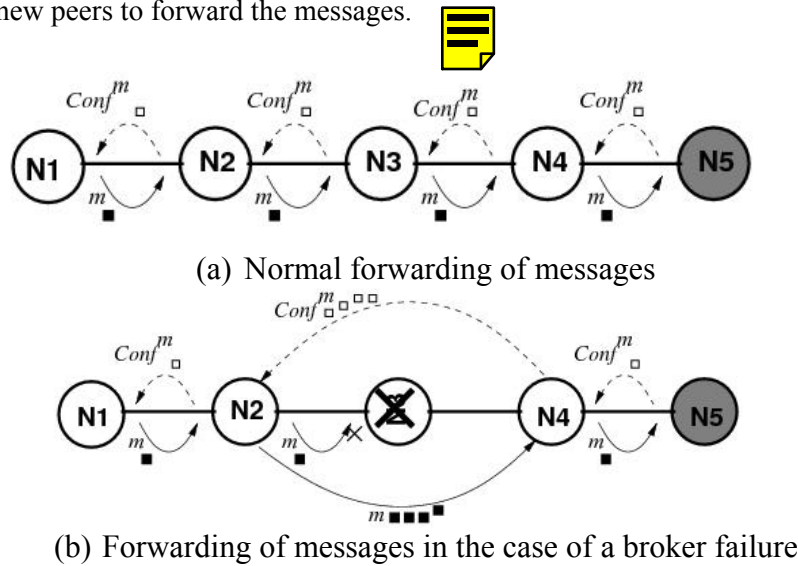 new peers to forward the messages.
Conf^m Conf^m Conf^m Conf^m
N1 N2 N3 N4 N5
m m m m
(a) Normal forwarding of messages
Conf^m
Conf^m Conf^m
N1 N2 N4 N5
m m m
m
(b) Forwarding of messages in the case of a broker failure